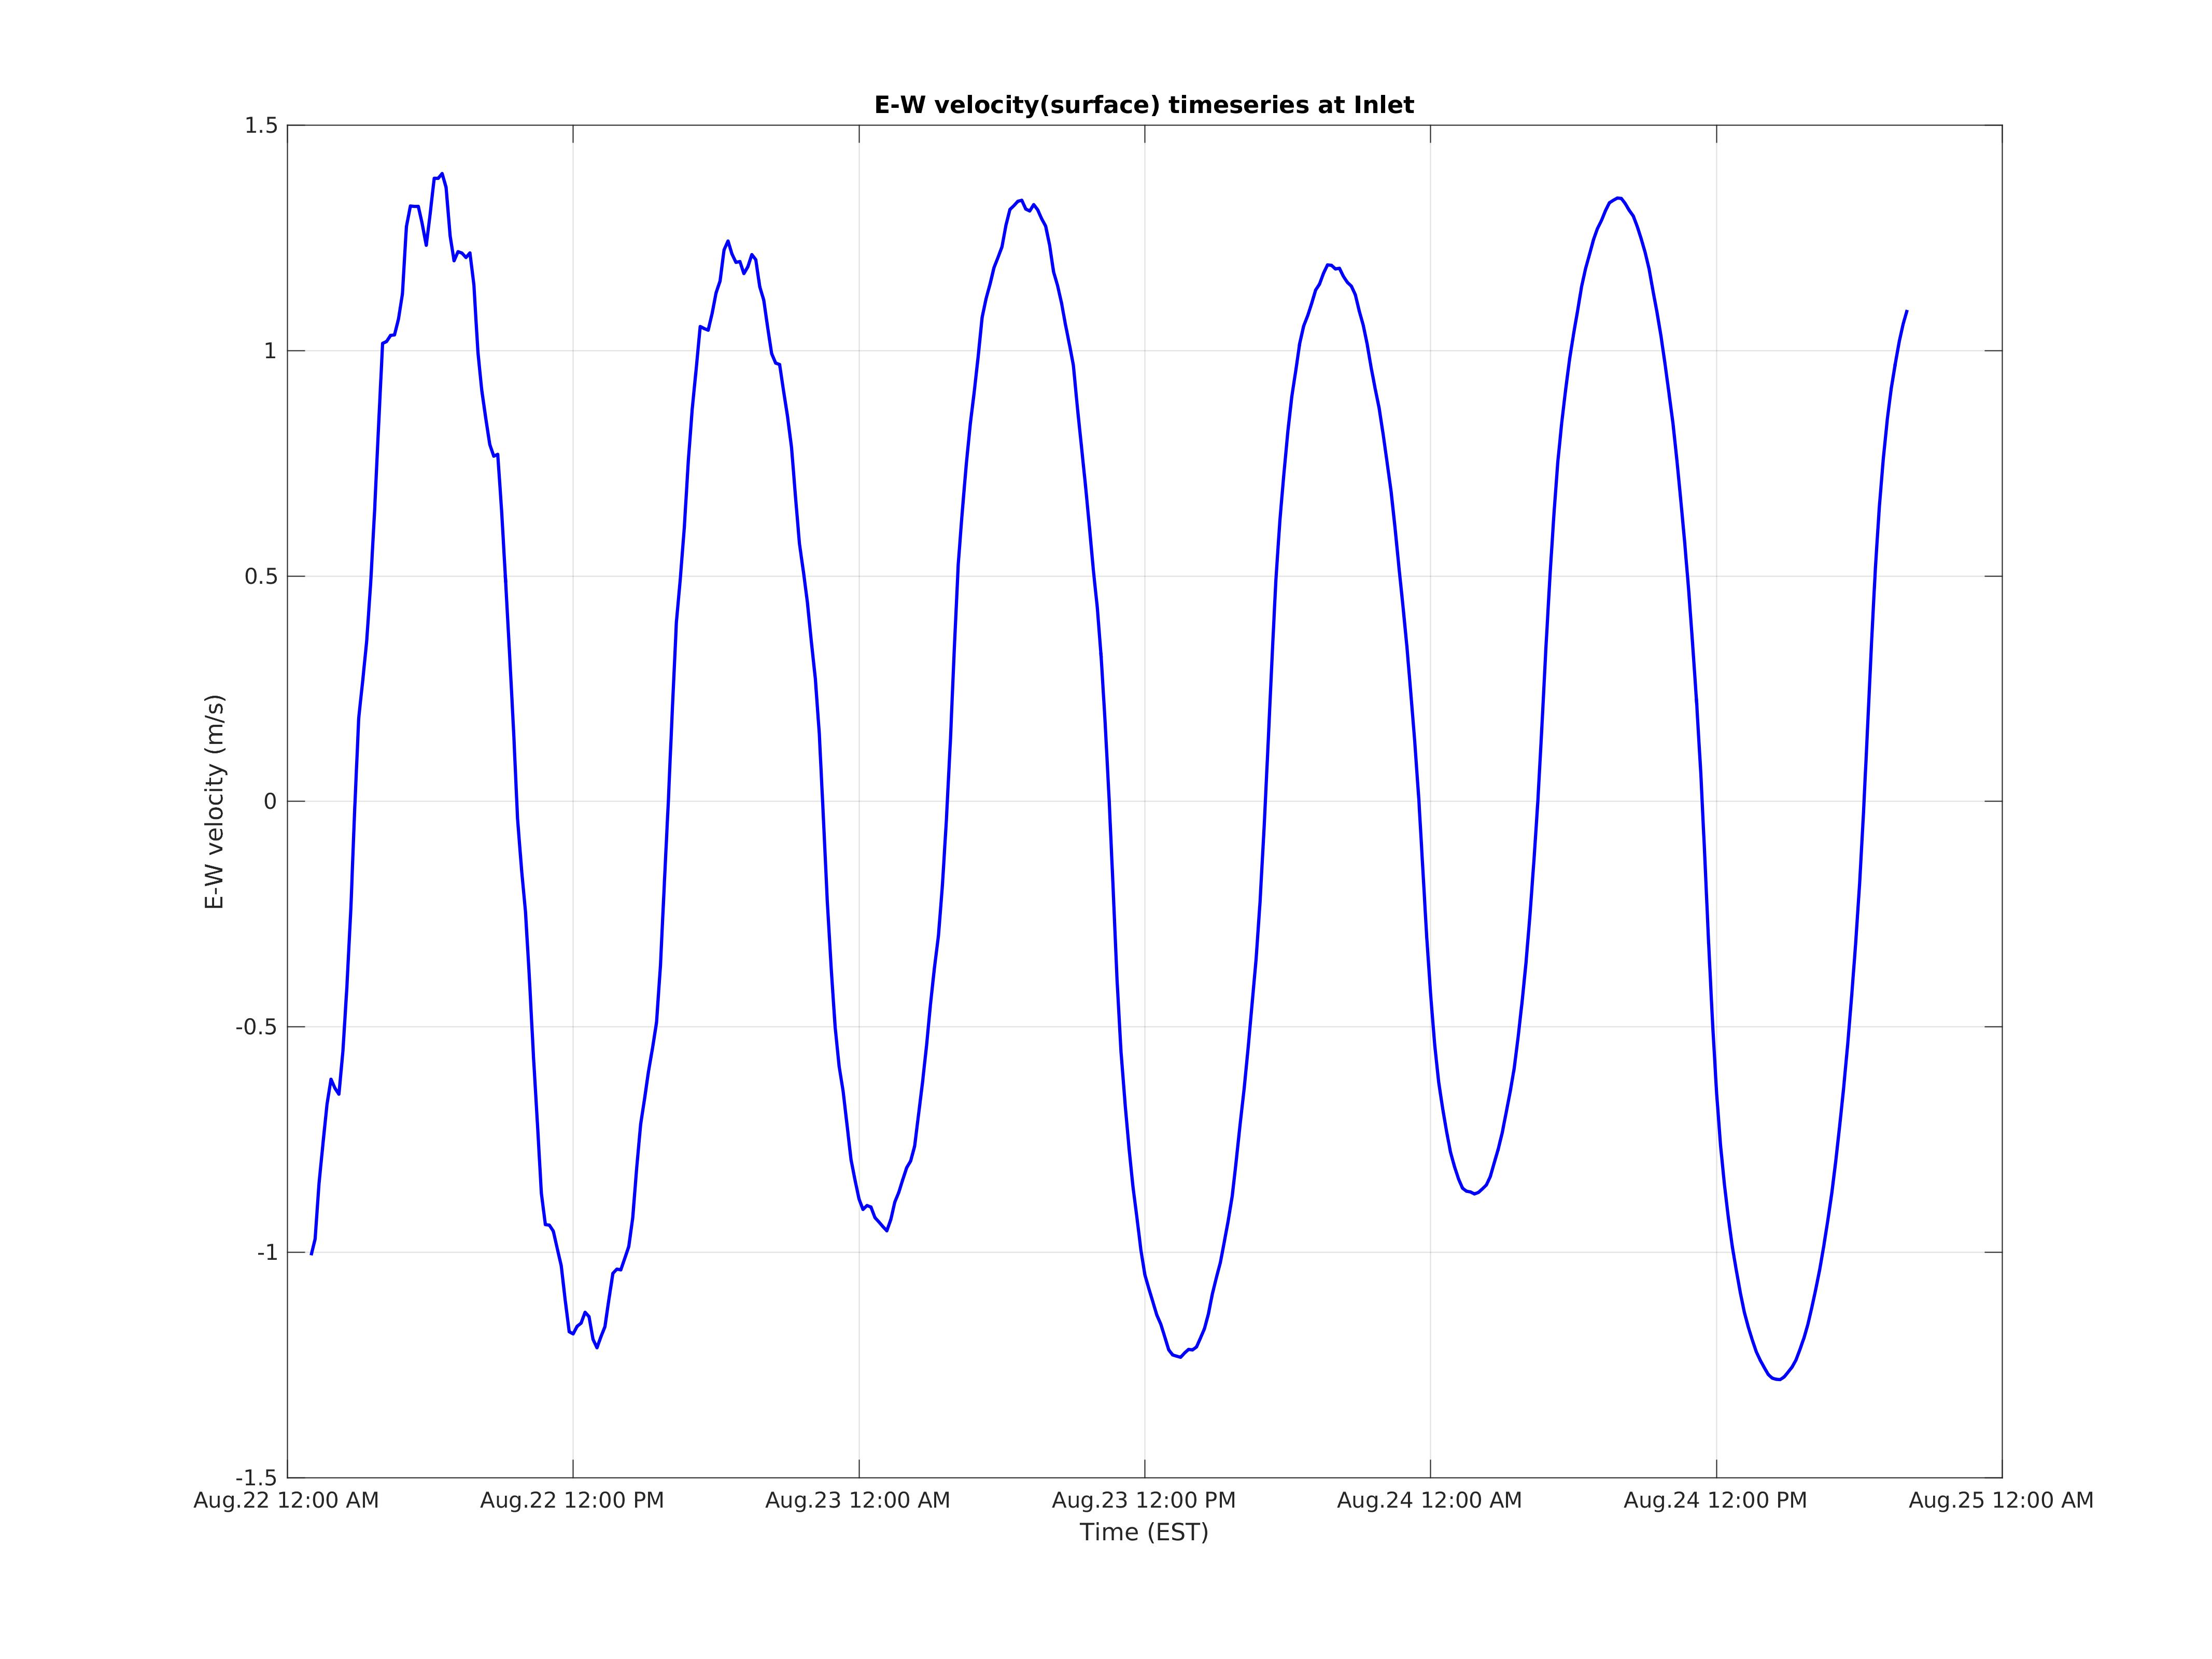 E-W velocity(surface) timeseries at Inlet
1.5
1
0.5
0
-0.5
-1
-1.5
E-W velocity (m/s)
Aug.22 12:00 AM Aug.22 12:00 PM Aug.23 12:00 AM Aug.23 12:00 PM Aug.24 12:00 AM Aug.24 12:00 PM Aug.25 12:00 AM
Time (EST)